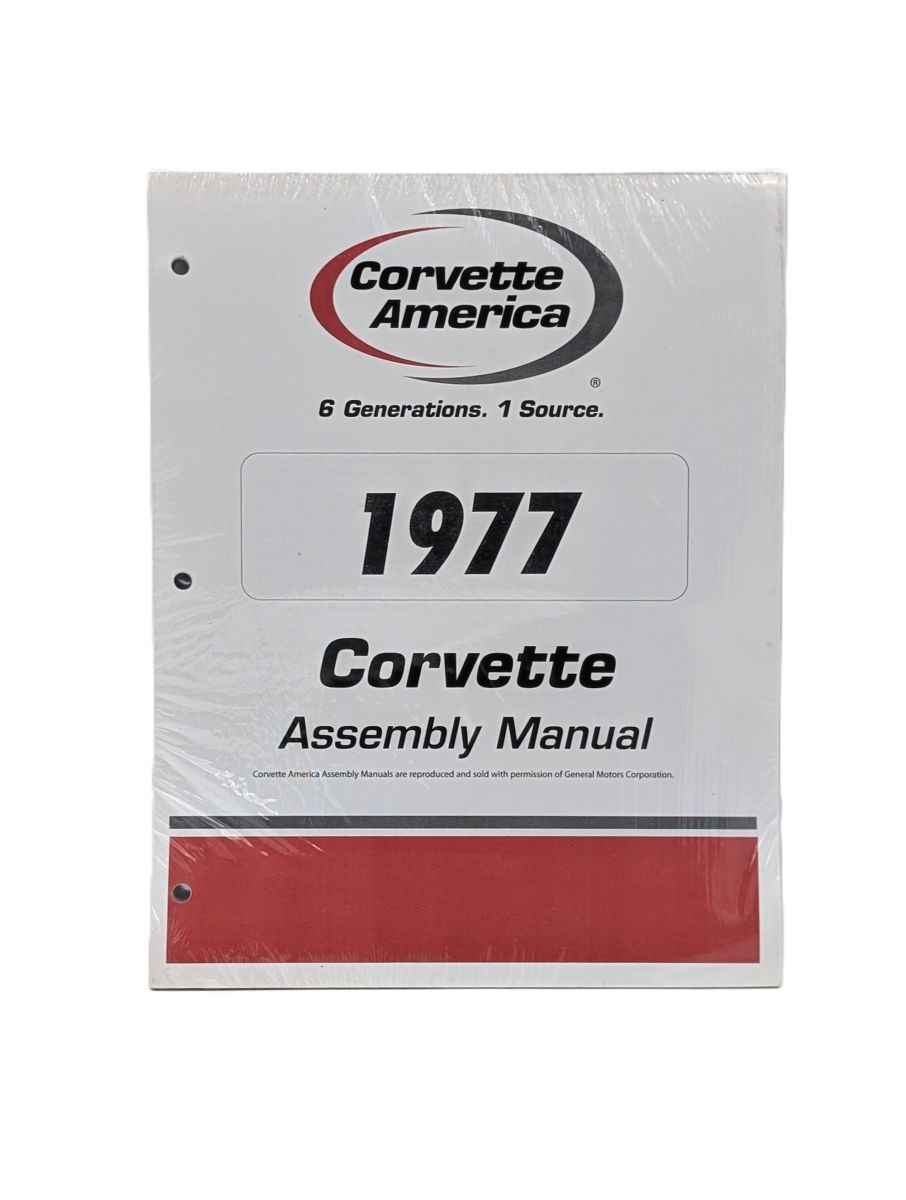 Corvette
America
®
6 Generations. 1 Source.
1977
Corvette
Assembly Manual
Corvette America Assembly Manuals are reproduced and sold with permission of General Motors Corporation.